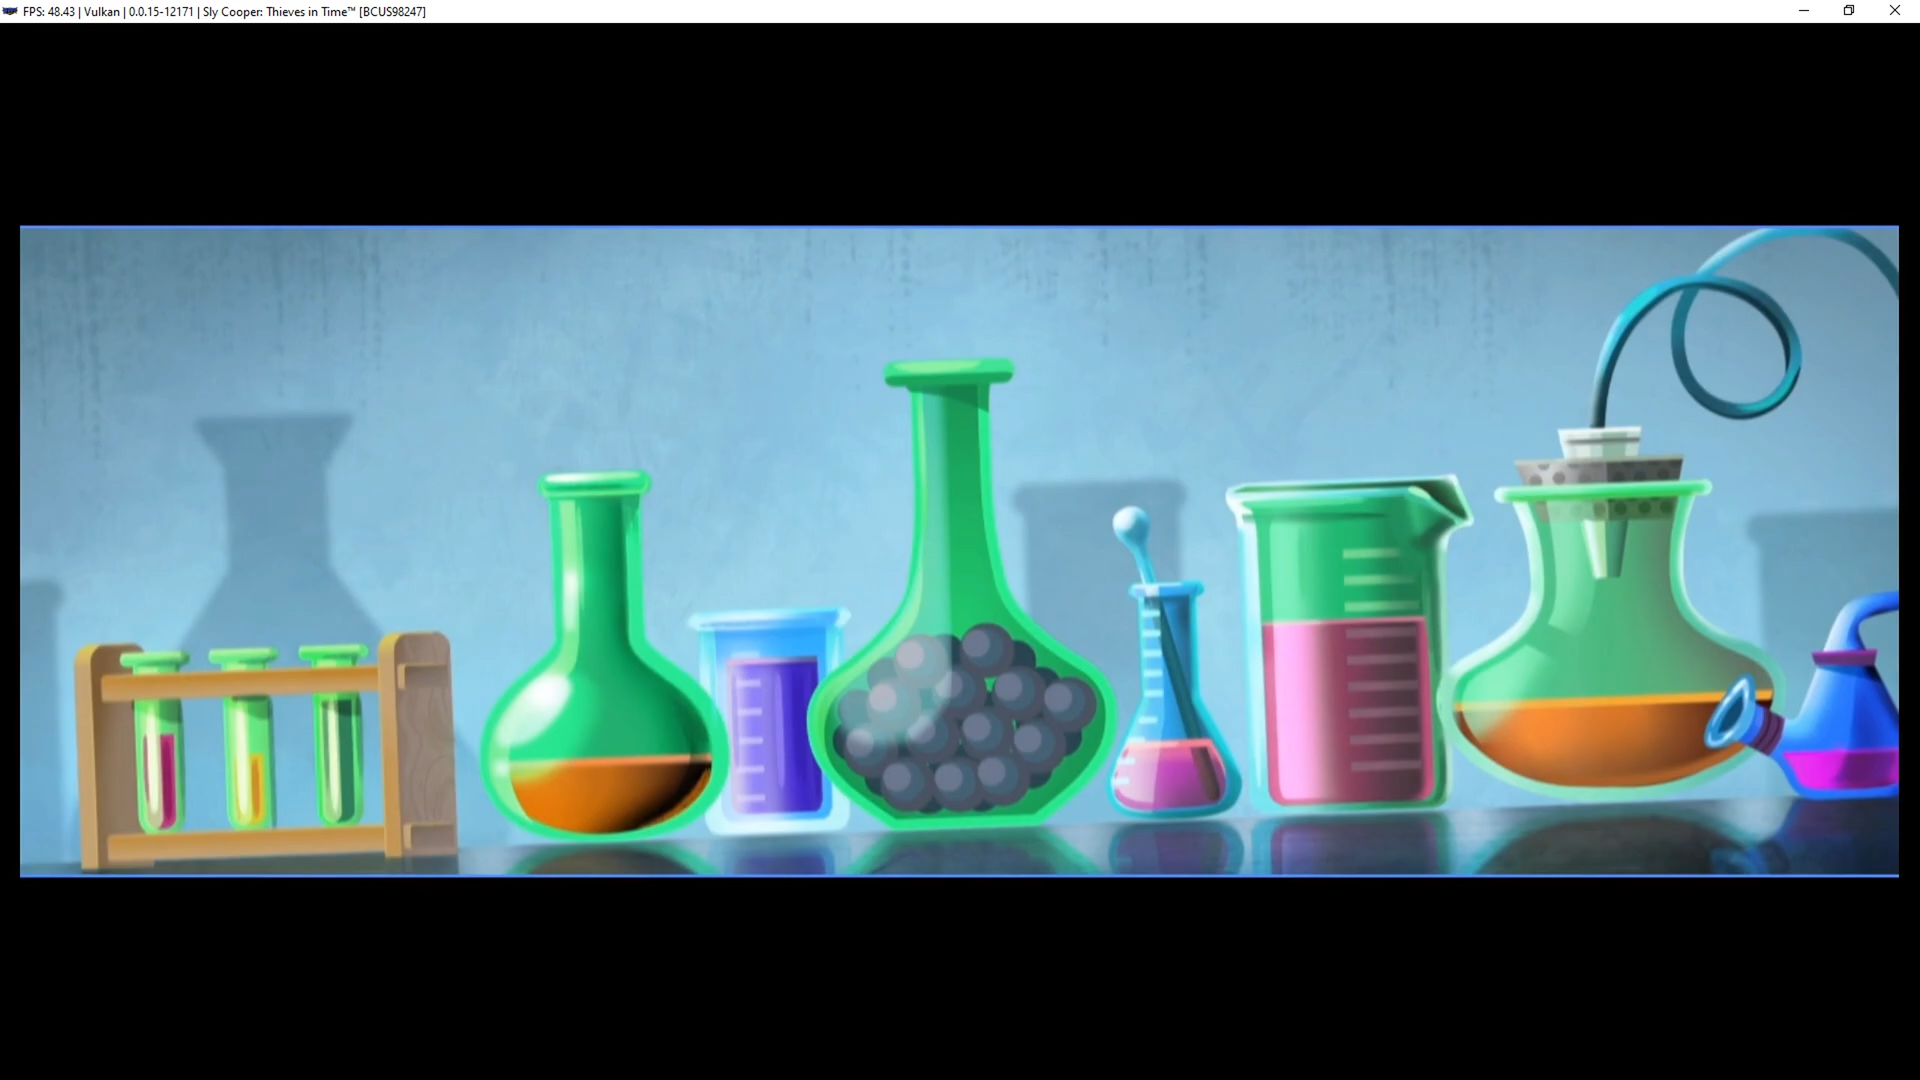 FPS: 48.43 | Vulkan | 0.0.15-12171 | Sly Cooper: Thieves in Time™ [BCUS98247]